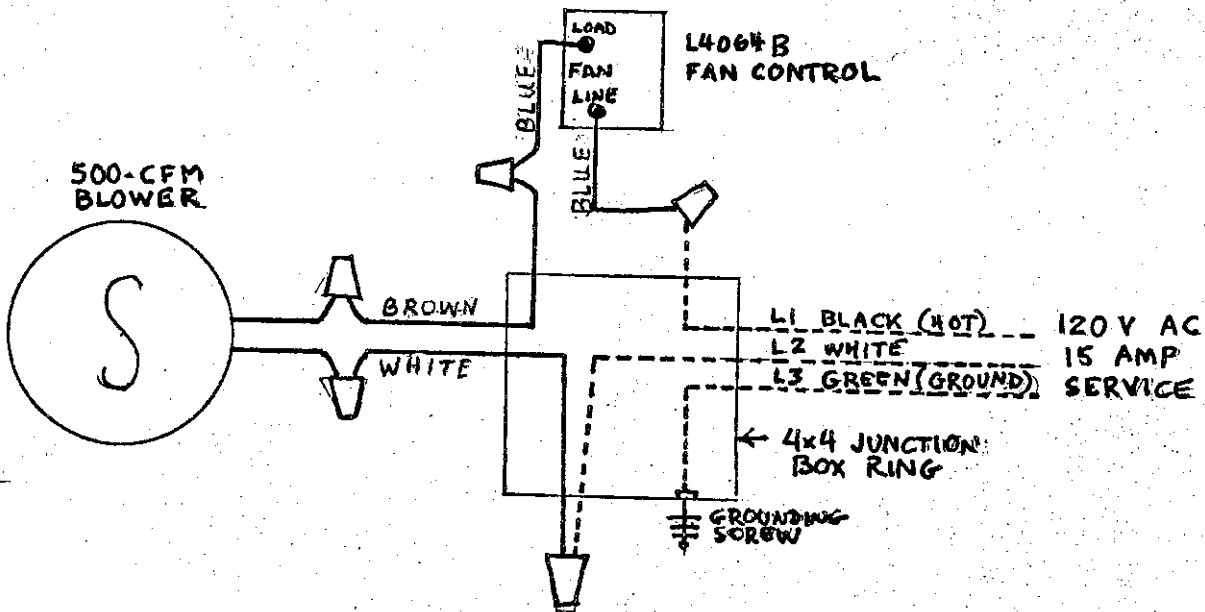 LOAD
FAN
LINE
L4064B
FAN CONTROL
BLUE
BLUE
500-CFM
BLOWER
S
BROWN
WHITE
L1 BLACK (HOT)
L2 WHITE
L3 GREEN (GROUND)
120 V AC
15 AMP
SERVICE
4x4 JUNCTION
BOX RING
GROUNDING
SCREW